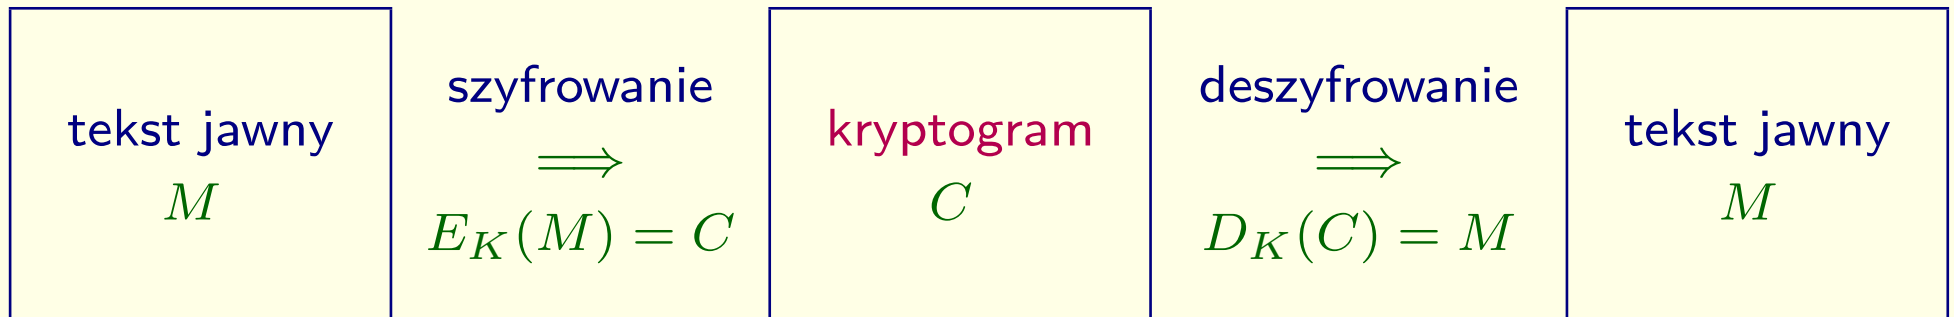 tekst jawny
M
szyfrowanie
⟹
E_K(M) = C
kryptogram
C
deszyfrowanie
⟹
D_K(C) = M
tekst jawny
M